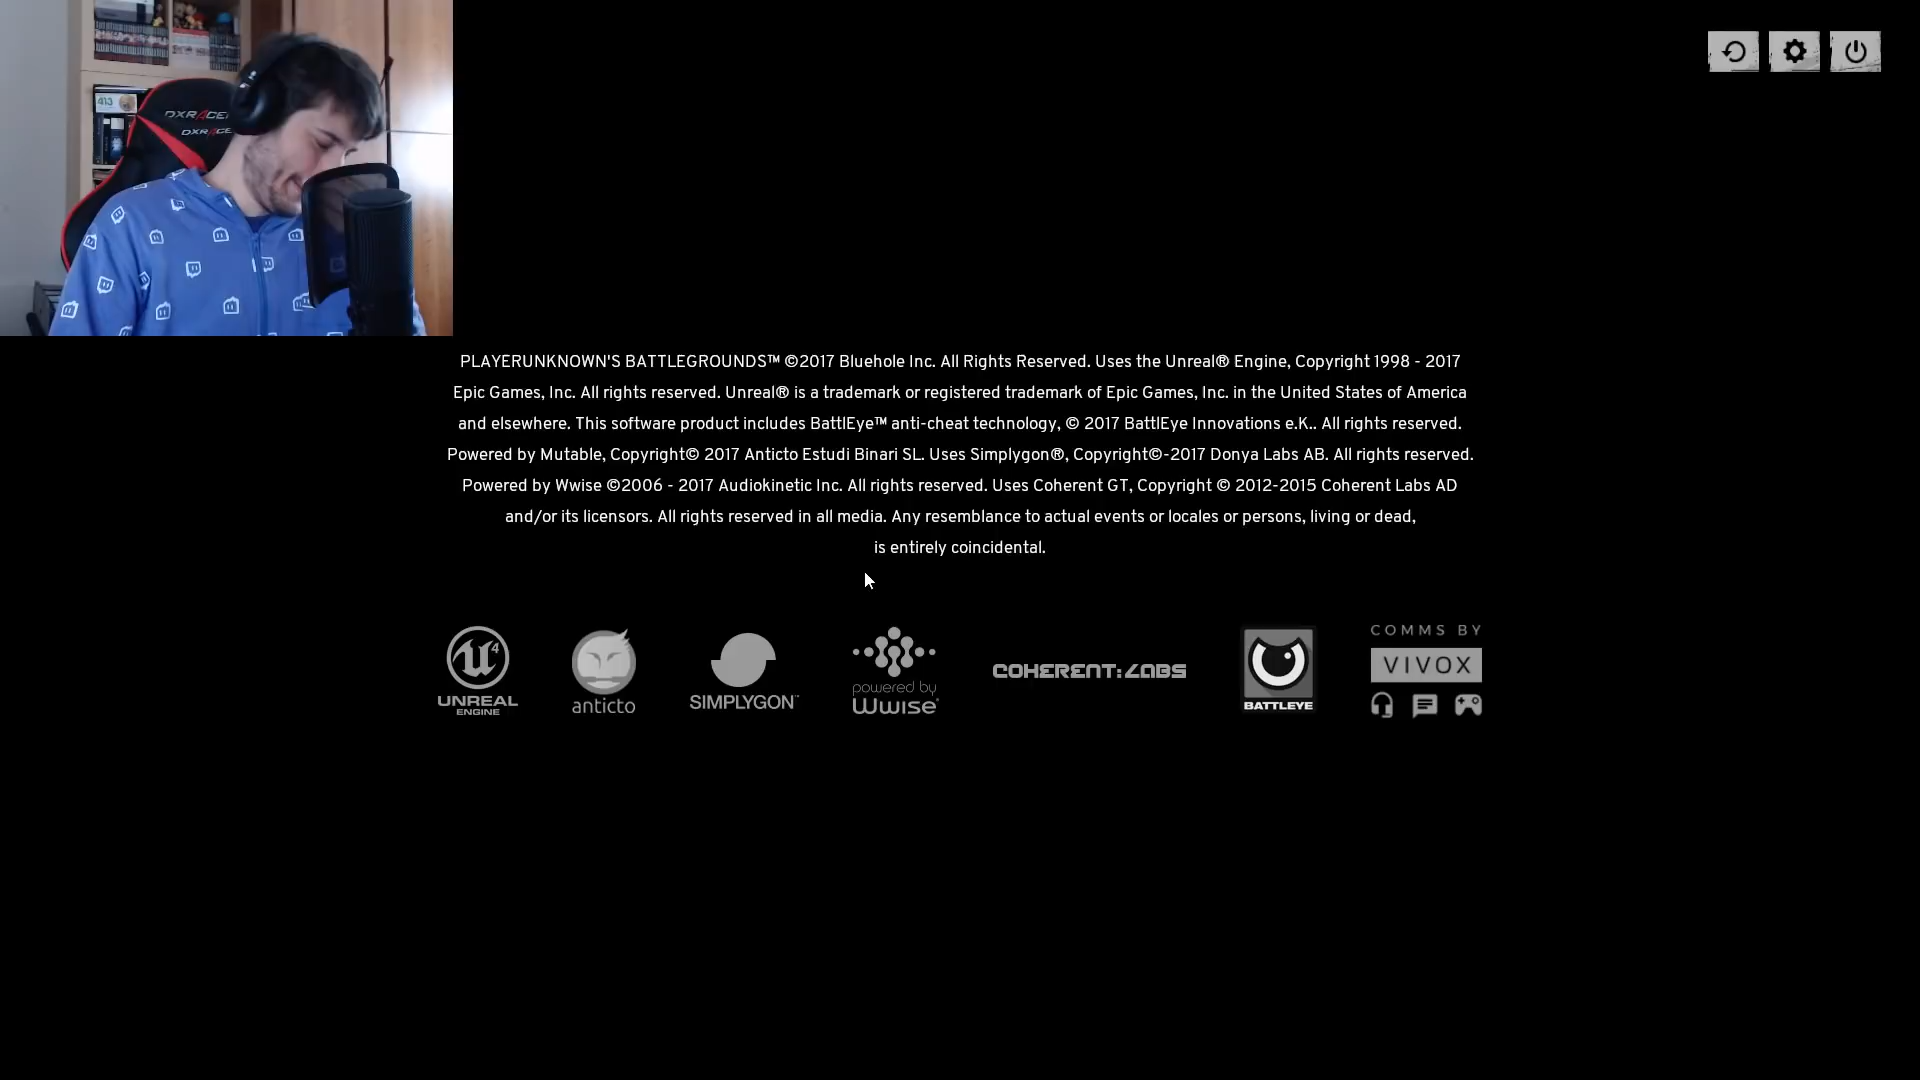 413
DXRACER
DXRACE
PLAYERUNKNOWN'S BATTLEGROUNDS™ ©2017 Bluehole Inc. All Rights Reserved. Uses the Unreal® Engine, Copyright 1998 - 2017
Epic Games, Inc. All rights reserved. Unreal® is a trademark or registered trademark of Epic Games, Inc. in the United States of America
and elsewhere. This software product includes BattlEye™ anti-cheat technology, © 2017 BattlEye Innovations e.K.. All rights reserved.
Powered by Mutable, Copyright© 2017 Anticto Estudi Binari SL. Uses Simplygon®, Copyright©-2017 Donya Labs AB. All rights reserved.
Powered by Wwise ©2006 - 2017 Audiokinetic Inc. All rights reserved. Uses Coherent GT, Copyright © 2012-2015 Coherent Labs AD
and/or its licensors. All rights reserved in all media. Any resemblance to actual events or locales or persons, living or dead,
is entirely coincidental.
UNREAL
ENGINE
4
anticto
SIMPLYGON™
powered by
Wwise®
COHERENT:LABS
BATTLEYE
COMMS BY
VIVOX